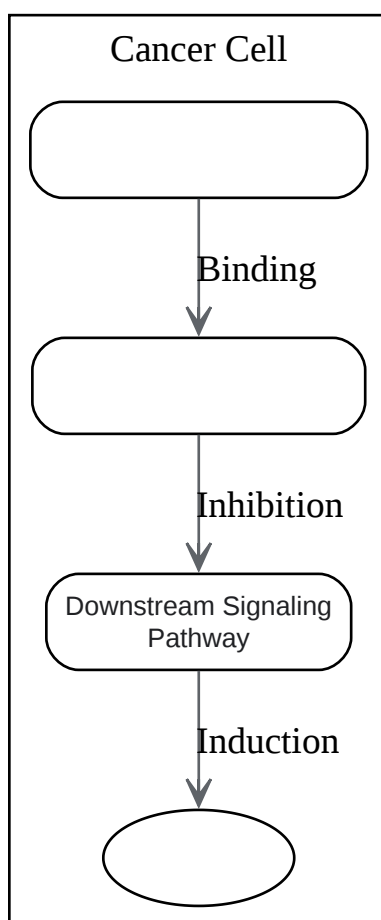 Cancer Cell
Binding
Inhibition
Downstream Signaling
Pathway
Induction